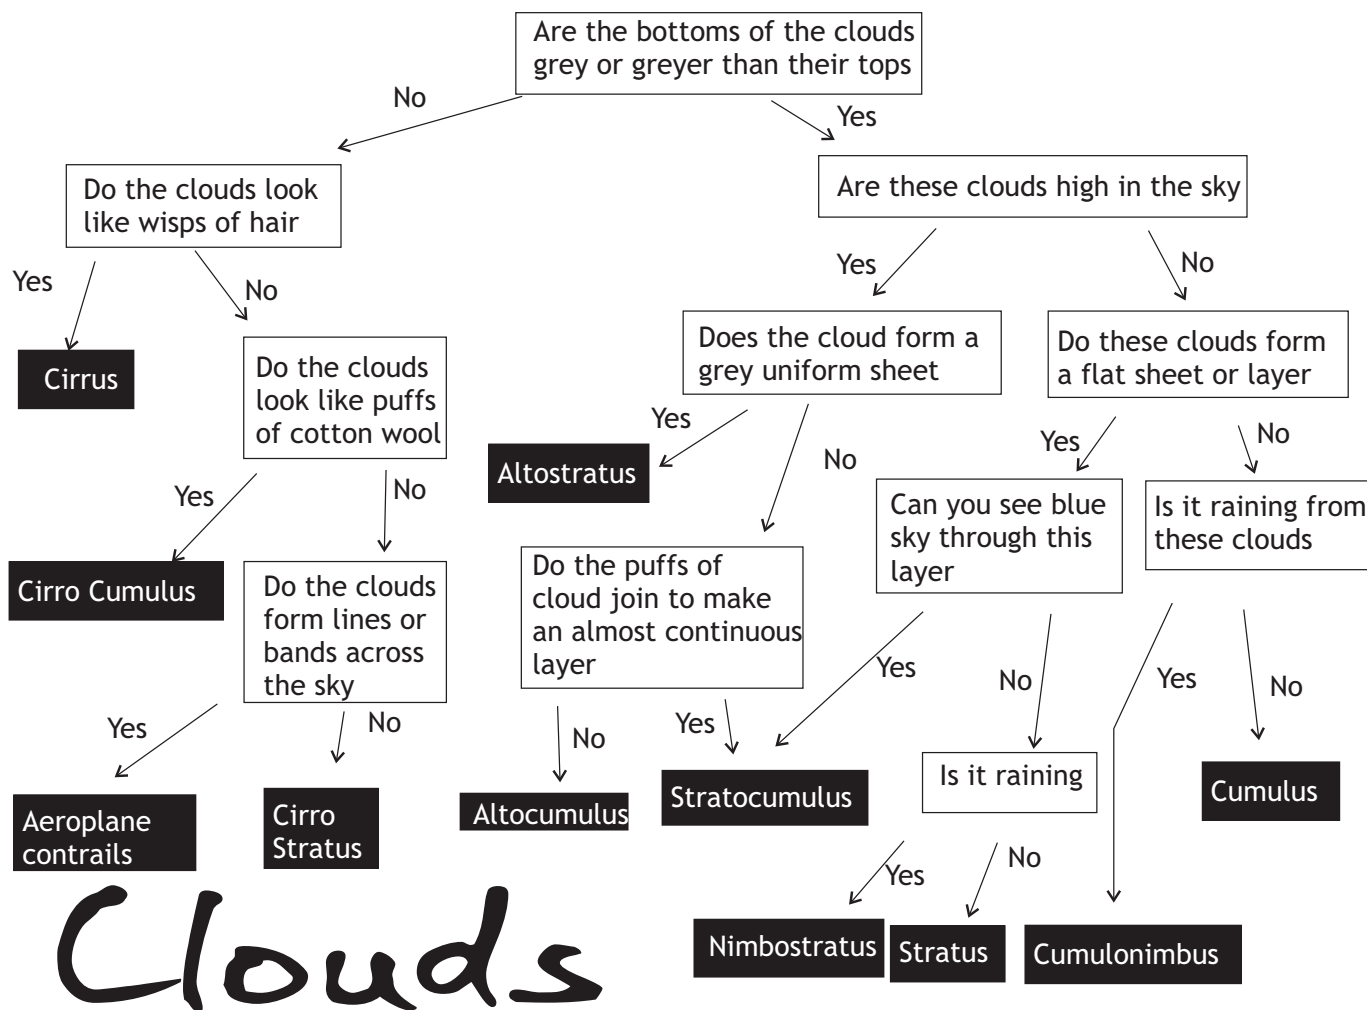 Are the bottoms of the clouds
grey or greyer than their tops
No
Yes
Do the clouds look
like wisps of hair
Are these clouds high in the sky
Yes
No
Yes
No
Does the cloud form a
grey uniform sheet
Do these clouds form
a flat sheet or layer
Cirrus
Do the clouds
look like puffs
of cotton wool
Yes
No
Yes
No
Altostratus
Yes
No
Can you see blue
sky through this
layer
Is it raining from
these clouds
Cirro Cumulus
Do the clouds
form lines or
bands across
the sky
Do the puffs of
cloud join to make
an almost continuous
layer
Yes
No
Yes
No
Yes
No
Yes
No
Is it raining
Aeroplane
contrails
Cirro
Stratus
Altocumulus
Stratocumulus
Cumulus
Yes
No
Nimbostratus
Stratus
Cumulonimbus
Clouds